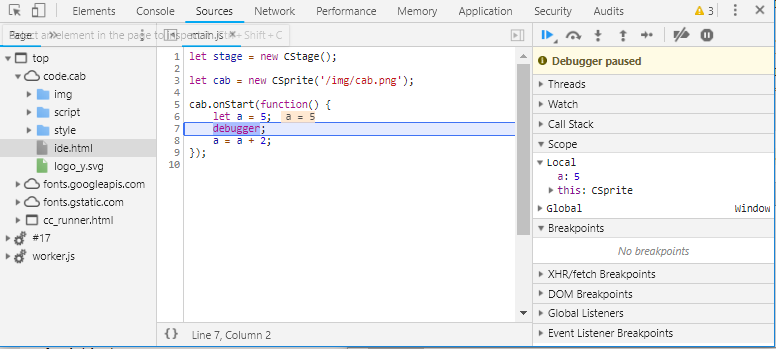 Elements Console Sources Network Performance Memory Application Security Audits 3
Page
Select an element in the page to inspect Ctrl + Shift + C
main.js
top
code.cab
img
script
style
ide.html
logo_y.svg
fonts.googleapis.com
fonts.gstatic.com
cc_runner.html
#17
worker.js
1 let stage = new CStage();
2
3 let cab = new CSprite('/img/cab.png');
4
5 cab.onStart(function() {
6 let a = 5; a = 5
7 debugger;
8 a = a + 2;
9 });
10
{} Line 7, Column 2
Debugger paused
Threads
Watch
Call Stack
Scope
Local
a: 5
this: CSprite
Global Window
Breakpoints
No breakpoints
XHR/fetch Breakpoints
DOM Breakpoints
Global Listeners
Event Listener Breakpoints